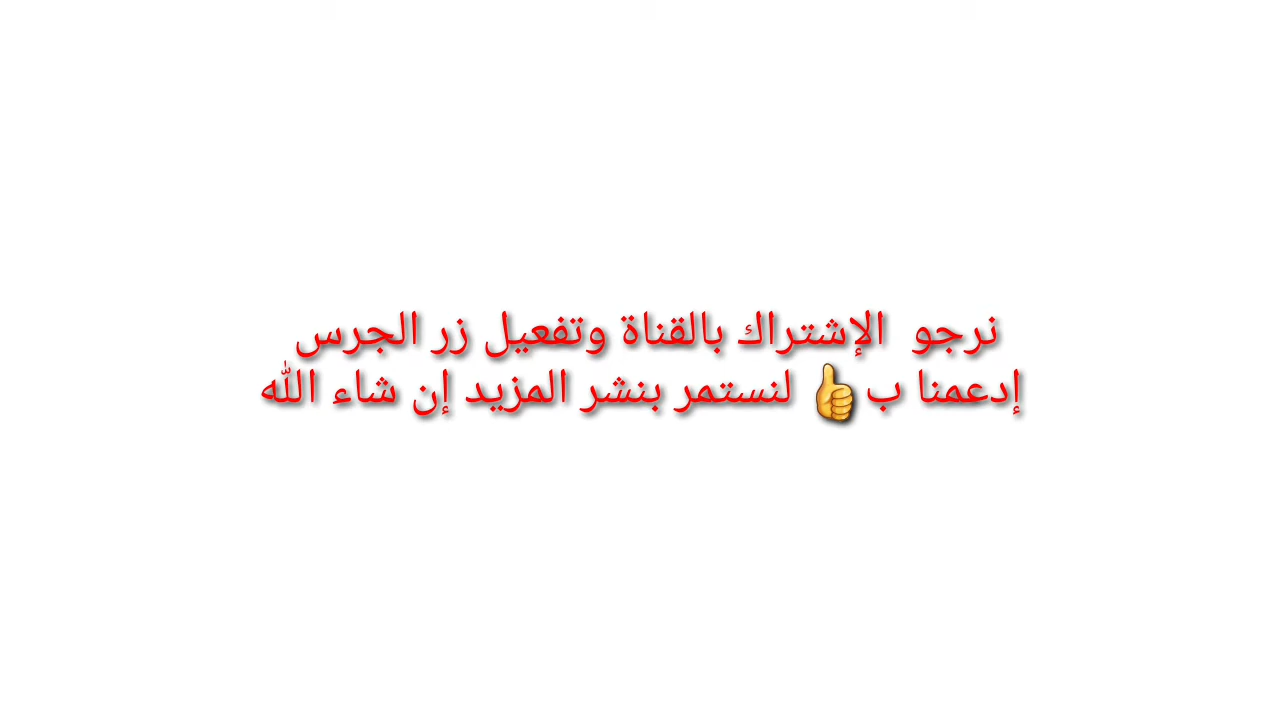 نرجو الإشتراك بالقناة وتفعيل زر الجرس
إدعمنا ب👍 لنستمر بنشر المزيد إن شاء الله